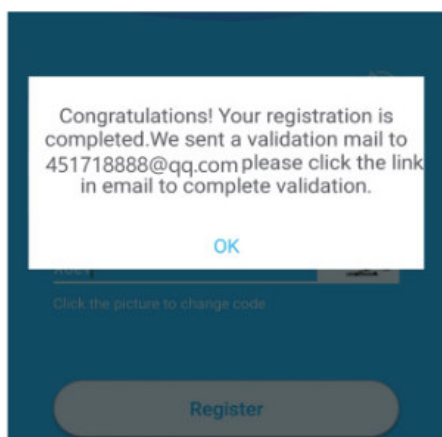 Congratulations! Your registration is
completed.We sent a validation mail to
451718888@qq.com please click the link
in email to complete validation.
OK
Click the picture to change code
Register